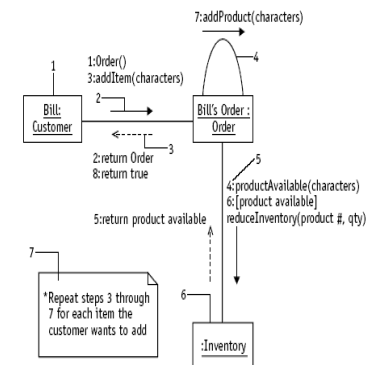 7:addProduct(characters)
4
1
1:Order()
3:addItem(characters)
2
Bill:
Customer
Bill's Order :
Order
3
2:return Order
8:return true
5
4:productAvailable(characters)
6:[product available]
reduceInventory(product #, qty)
5:return product available
7
*Repeat steps 3 through
7 for each item the
customer wants to add
6
:Inventory